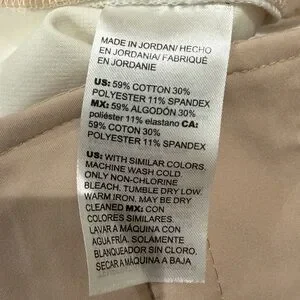 MADE IN JORDAN/ HECHO
EN JORDANIA/ FABRIQUÉ
EN JORDANIE
US: 59% COTTON 30%
POLYESTER 11% SPANDEX
MX: 59% ALGODÓN 30%
poliéster 11% elastano CA:
59% COTON 30%
POLYESTER 11% SPANDEX
US: WITH SIMILAR COLORS.
MACHINE WASH COLD.
ONLY NON-CHLORINE
BLEACH. TUMBLE DRY LOW.
WARM IRON. MAY BE DRY
CLEANED MX: CON
COLORES SIMILARES.
LAVAR A MÁQUINA CON
AGUA FRÍA. SOLAMENTE
BLANQUEADOR SIN CLORO.
SECAR A MÁQUINA A BAJA